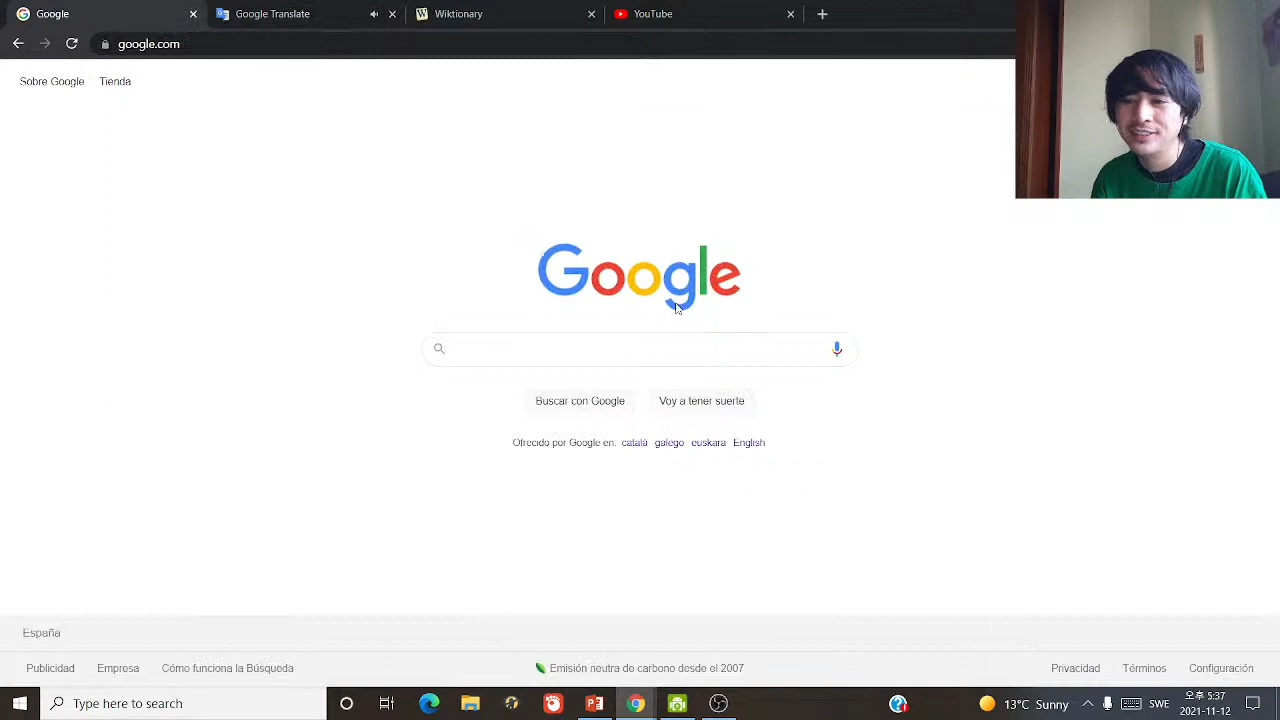 Google
Google Translate
Wiktionary
YouTube
google.com
Sobre Google
Tienda
Google
Buscar con Google
Voy a tener suerte
Ofrecido por Google en: català galego euskara English
España
Publicidad
Empresa
Cómo funciona la Búsqueda
Emisión neutra de carbono desde el 2007
Privacidad
Términos
Configuración
Type here to search
13°C Sunny
SWE
오후 5:37
2021-11-12